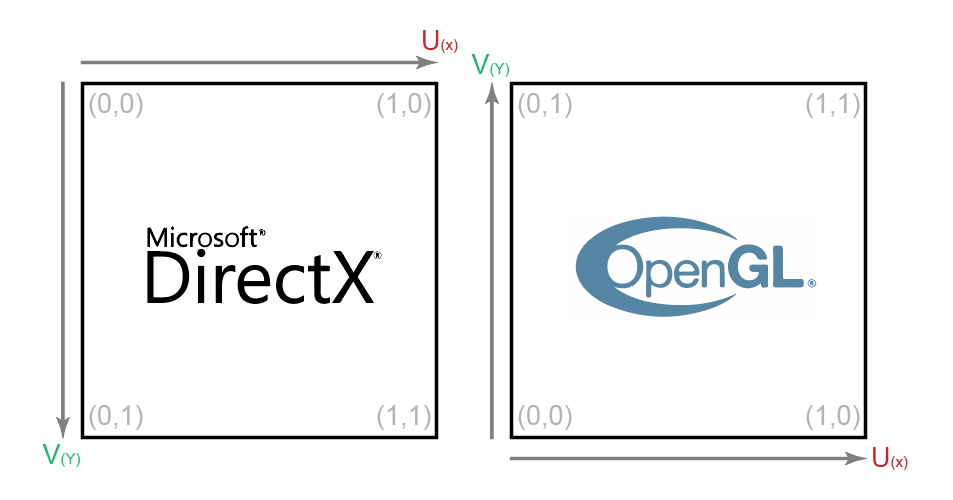 U(x)
V(Y)
(0,0) (1,0)
Microsoft®
DirectX®
(0,1) (1,1)
V(Y)
(0,1) (1,1)
OpenGL®
(0,0) (1,0)
U(x)